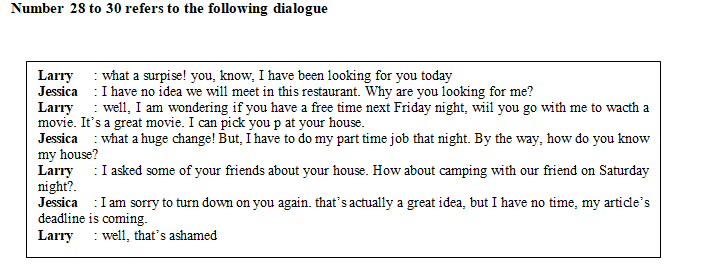 Number 28 to 30 refers to the following dialogue
Larry : what a surpise! you, know, I have been looking for you today
Jessica : I have no idea we will meet in this restaurant. Why are you looking for me?
Larry : well, I am wondering if you have a free time next Friday night, wiil you go with me to wacth a
movie. It's a great movie. I can pick you p at your house.
Jessica : what a huge change! But, I have to do my part time job that night. By the way, how do you know
my house?
Larry : I asked some of your friends about your house. How about camping with our friend on Saturday
night?.
Jessica : I am sorry to turn down on you again. that's actually a great idea, but I have no time, my article's
deadline is coming.
Larry : well, that's ashamed